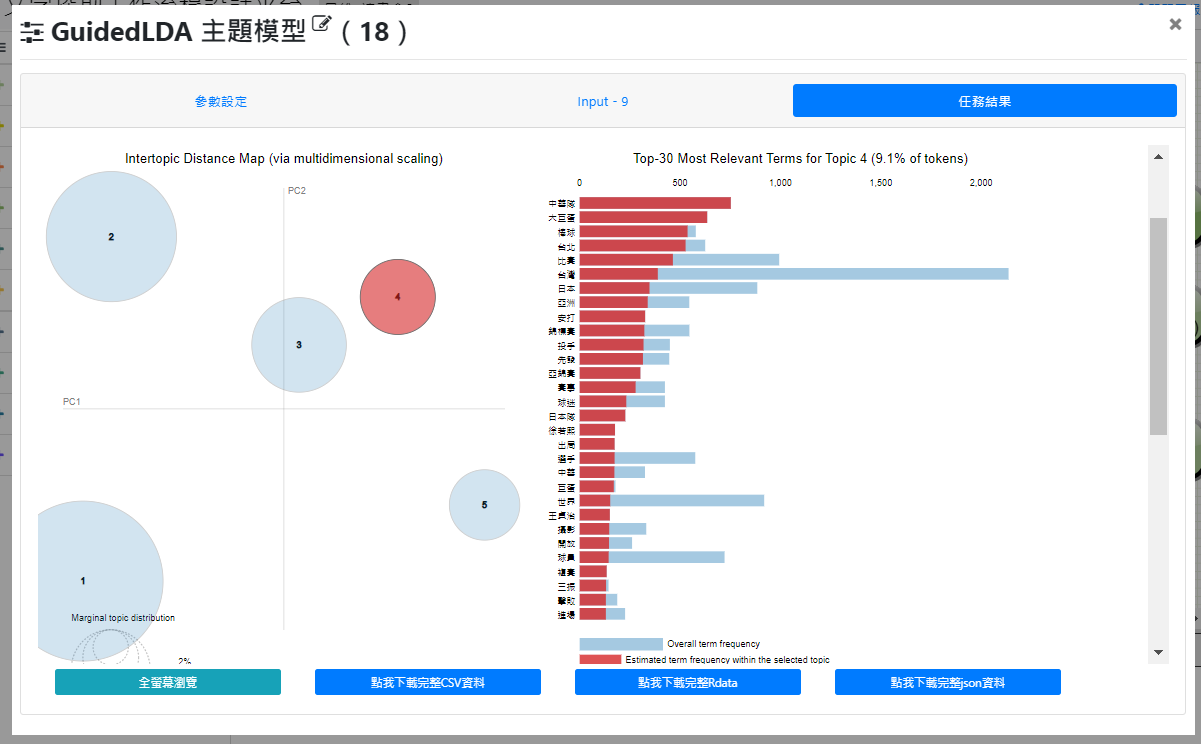 GuidedLDA 主題模型 ( 18 )
×
參數設定
Input - 9
任務結果
Intertopic Distance Map (via multidimensional scaling)
PC2
PC1
2
3
4
5
1
Marginal topic distribution
2%
Top-30 Most Relevant Terms for Topic 4 (9.1% of tokens)
0 500 1,000 1,500 2,000
中華隊
大巨蛋
棒球
台北
比賽
台灣
日本
亞洲
安打
錦標賽
投手
先發
亞錦賽
賽事
球迷
日本隊
徐若熙
出局
選手
中華
巨蛋
世界
王貞治
攝影
開放
球員
複賽
三振
擊敗
進場
Overall term frequency
Estimated term frequency within the selected topic
全螢幕瀏覽
點我下載完整CSV資料
點我下載完整Rdata
點我下載完整json資料